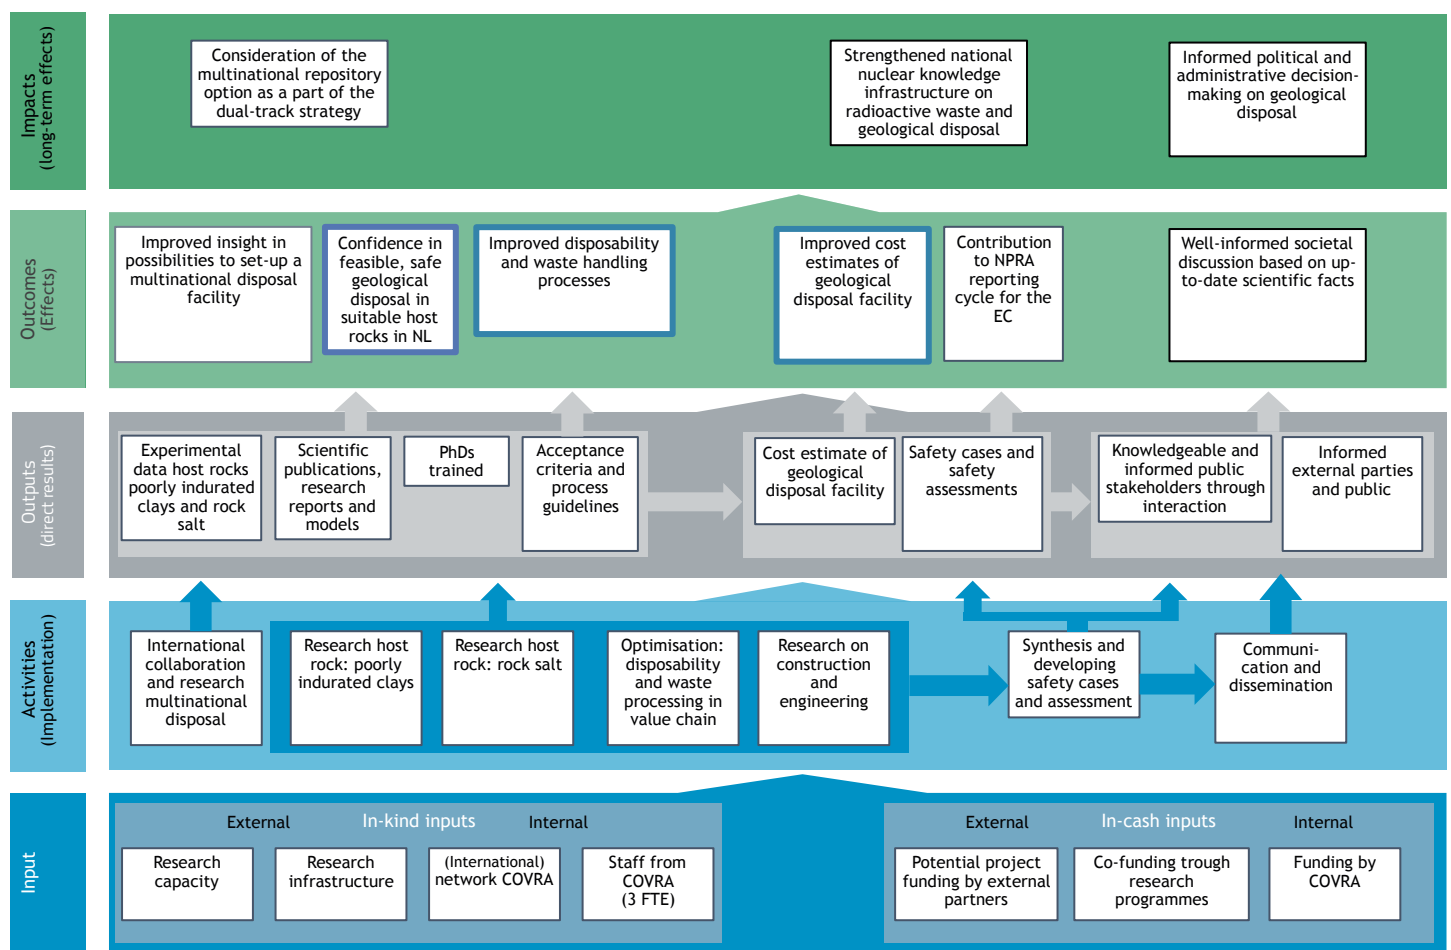 Impacts
(long-term effects)
Consideration of the
multinational repository
option as a part of the
dual-track strategy
Strengthened national
nuclear knowledge
infrastructure on
radioactive waste and
geological disposal
Informed political and
administrative decision-
making on geological
disposal
Outcomes
(Effects)
Improved insight in
possibilities to set-up a
multinational disposal
facility
Confidence in
feasible, safe
geological
disposal in
suitable host
rocks in NL
Improved disposability
and waste handling
processes
Improved cost
estimates of
geological
disposal facility
Contribution
to NPRA
reporting
cycle for the
EC
Well-informed societal
discussion based on up-
to-date scientific facts
Outputs
(direct results)
Experimental
data host rocks
poorly indurated
clays and rock
salt
Scientific
publications,
research
reports and
models
PhDs
trained
Acceptance
criteria and
process
guidelines
Cost estimate of
geological
disposal facility
Safety cases and
safety
assessments
Knowledgeable and
informed public
stakeholders through
interaction
Informed
external parties
and public
Activities
(Implementation)
International
collaboration
and research
multinational
disposal
Research host
rock: poorly
indurated clays
Research host
rock: rock salt
Optimisation:
disposability
and waste
processing in
value chain
Research on
construction
and
engineering
Synthesis and
developing
safety cases
and assessment
Communi-
cation and
dissemination
Input
External
In-kind inputs
Internal
Research
capacity
Research
infrastructure
(International)
network COVRA
Staff from
COVRA
(3 FTE)
External
In-cash inputs
Internal
Potential project
funding by external
partners
Co-funding trough
research
programmes
Funding by
COVRA